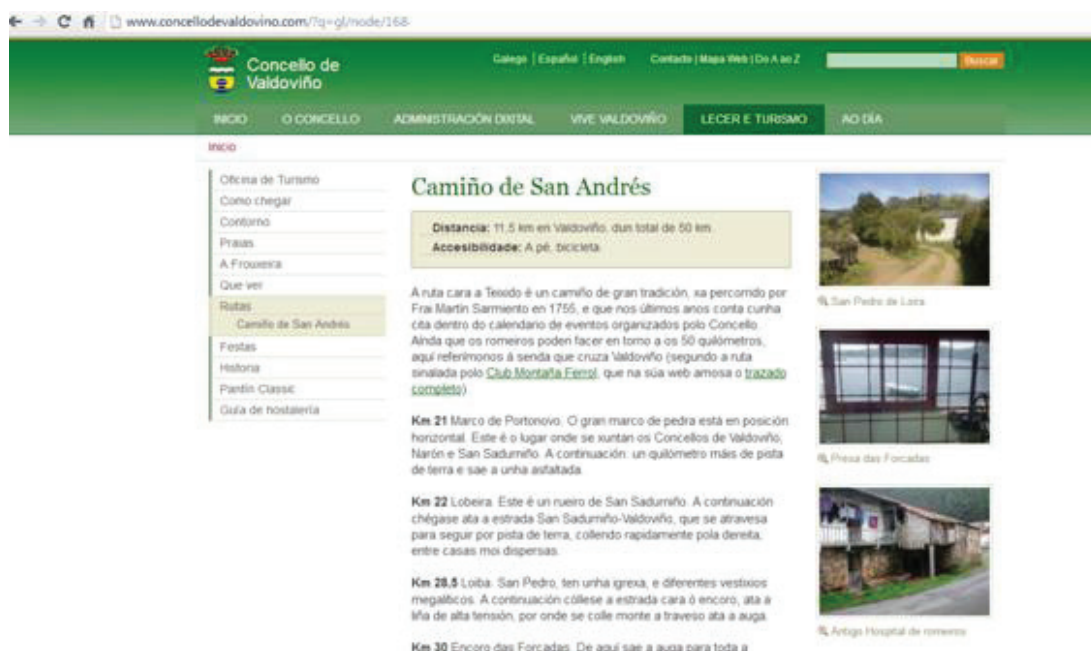 www.concellodevaldovino.com/?q=gl/node/168
Concello de
Valdoviño
Galego | Español | English Contacto | Mapa Web | Do A ao Z Buscar
INICIO O CONCELLO ADMINISTRACIÓN DIXITAL VIVE VALDOVIÑO LECER E TURISMO AO DÍA
Inicio
Oficina de Turismo
Como chegar
Contorno
Praias
A Frouxeira
Que ver
Rutas
Camiño de San Andrés
Festas
Historia
Pantín Classic
Guía de hostalería
Camiño de San Andrés
Distancia: 11,5 km en Valdoviño, dun total de 50 km.
Accesibilidade: A pé, bicicleta.
A ruta cara a Teixido é un camiño de gran tradición, xa percorrido por
Frai Martín Sarmiento en 1755, e que nos últimos anos conta cunha
cita dentro do calendario de eventos organizados polo Concello.
Aínda que os romeiros poden facer en torno a os 50 quilómetros,
aquí referímonos á senda que cruza Valdoviño (segundo a ruta
sinalada polo Club Montaña Ferrol, que na súa web amosa o trazado
completo)
Km 21 Marco de Portonovo. O gran marco de pedra está en posición
horizontal. Este é o lugar onde se xuntan os Concellos de Valdoviño,
Narón e San Sadurniño. A continuación: un quilómetro máis de pista
de terra e sae a unha asfaltada.
Km 22 Lobeira. Este é un rueiro de San Sadurniño. A continuación
chégase ata a estrada San Sadurniño-Valdoviño, que se atravesa
para seguir por pista de terra, collendo rapidamente pola dereita,
entre casas moi dispersas.
Km 28,5 Loiba. San Pedro, ten unha igrexa, e diferentes vestixios
megalíticos. A continuación cóllese a estrada cara ó encoro, ata a
liña de alta tensión, por onde se colle monte a traveso ata a auga.
Km 30 Encoro das Forcadas. De aquí sae a auga para toda a
San Pedro de Loira
Presa das Forcadas
Antigo Hospital de romeiros